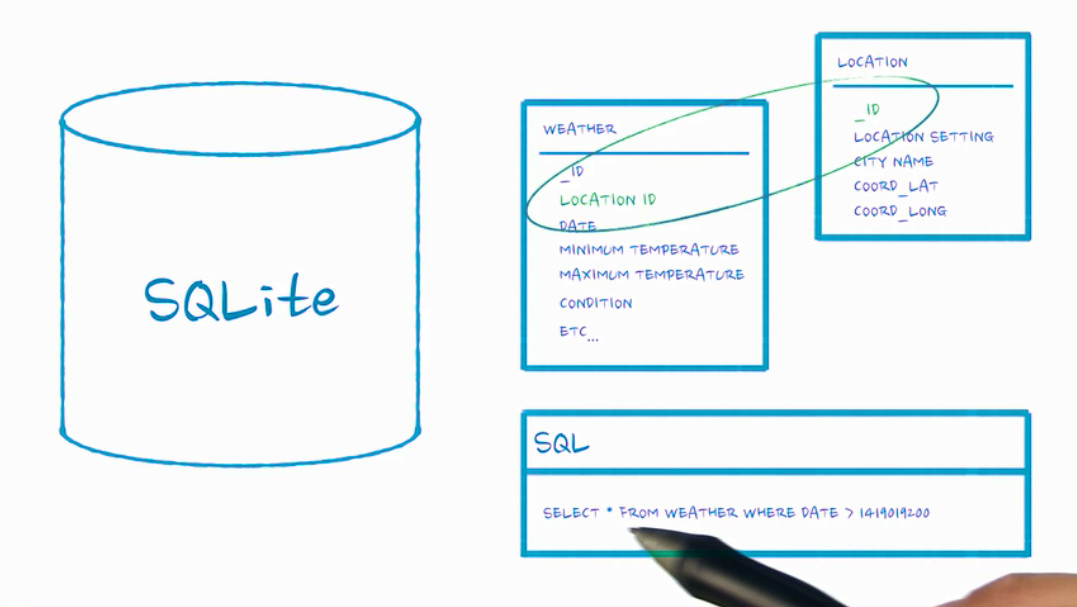 SQLite
WEATHER
_ID
LOCATION ID
DATE
MINIMUM TEMPERATURE
MAXIMUM TEMPERATURE
CONDITION
ETC...
LOCATION
_ID
LOCATION SETTING
CITY NAME
COORD_LAT
COORD_LONG
SQL
SELECT * FROM WEATHER WHERE DATE > 1419019200